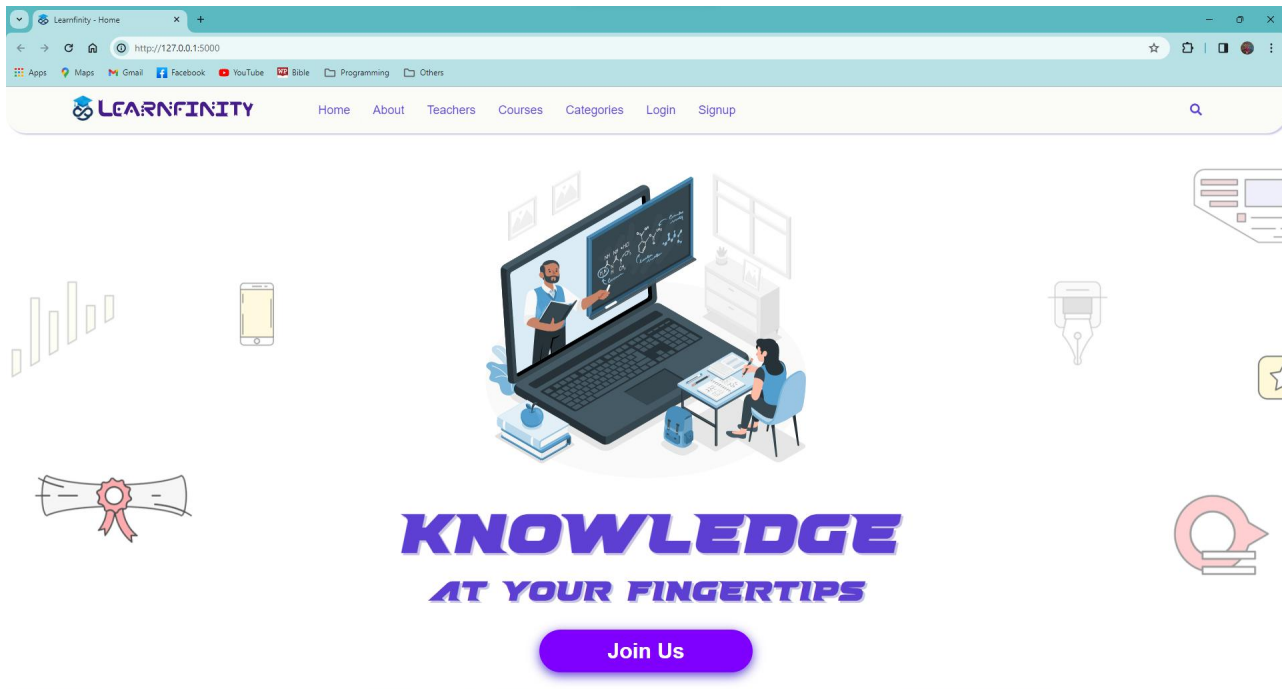 Learnfinity - Home
http://127.0.0.1:5000
Apps Maps Gmail Facebook YouTube Bible Programming Others
LEARNFINITY Home About Teachers Courses Categories Login Signup
KNOWLEDGE
AT YOUR FINGERTIPS
Join Us